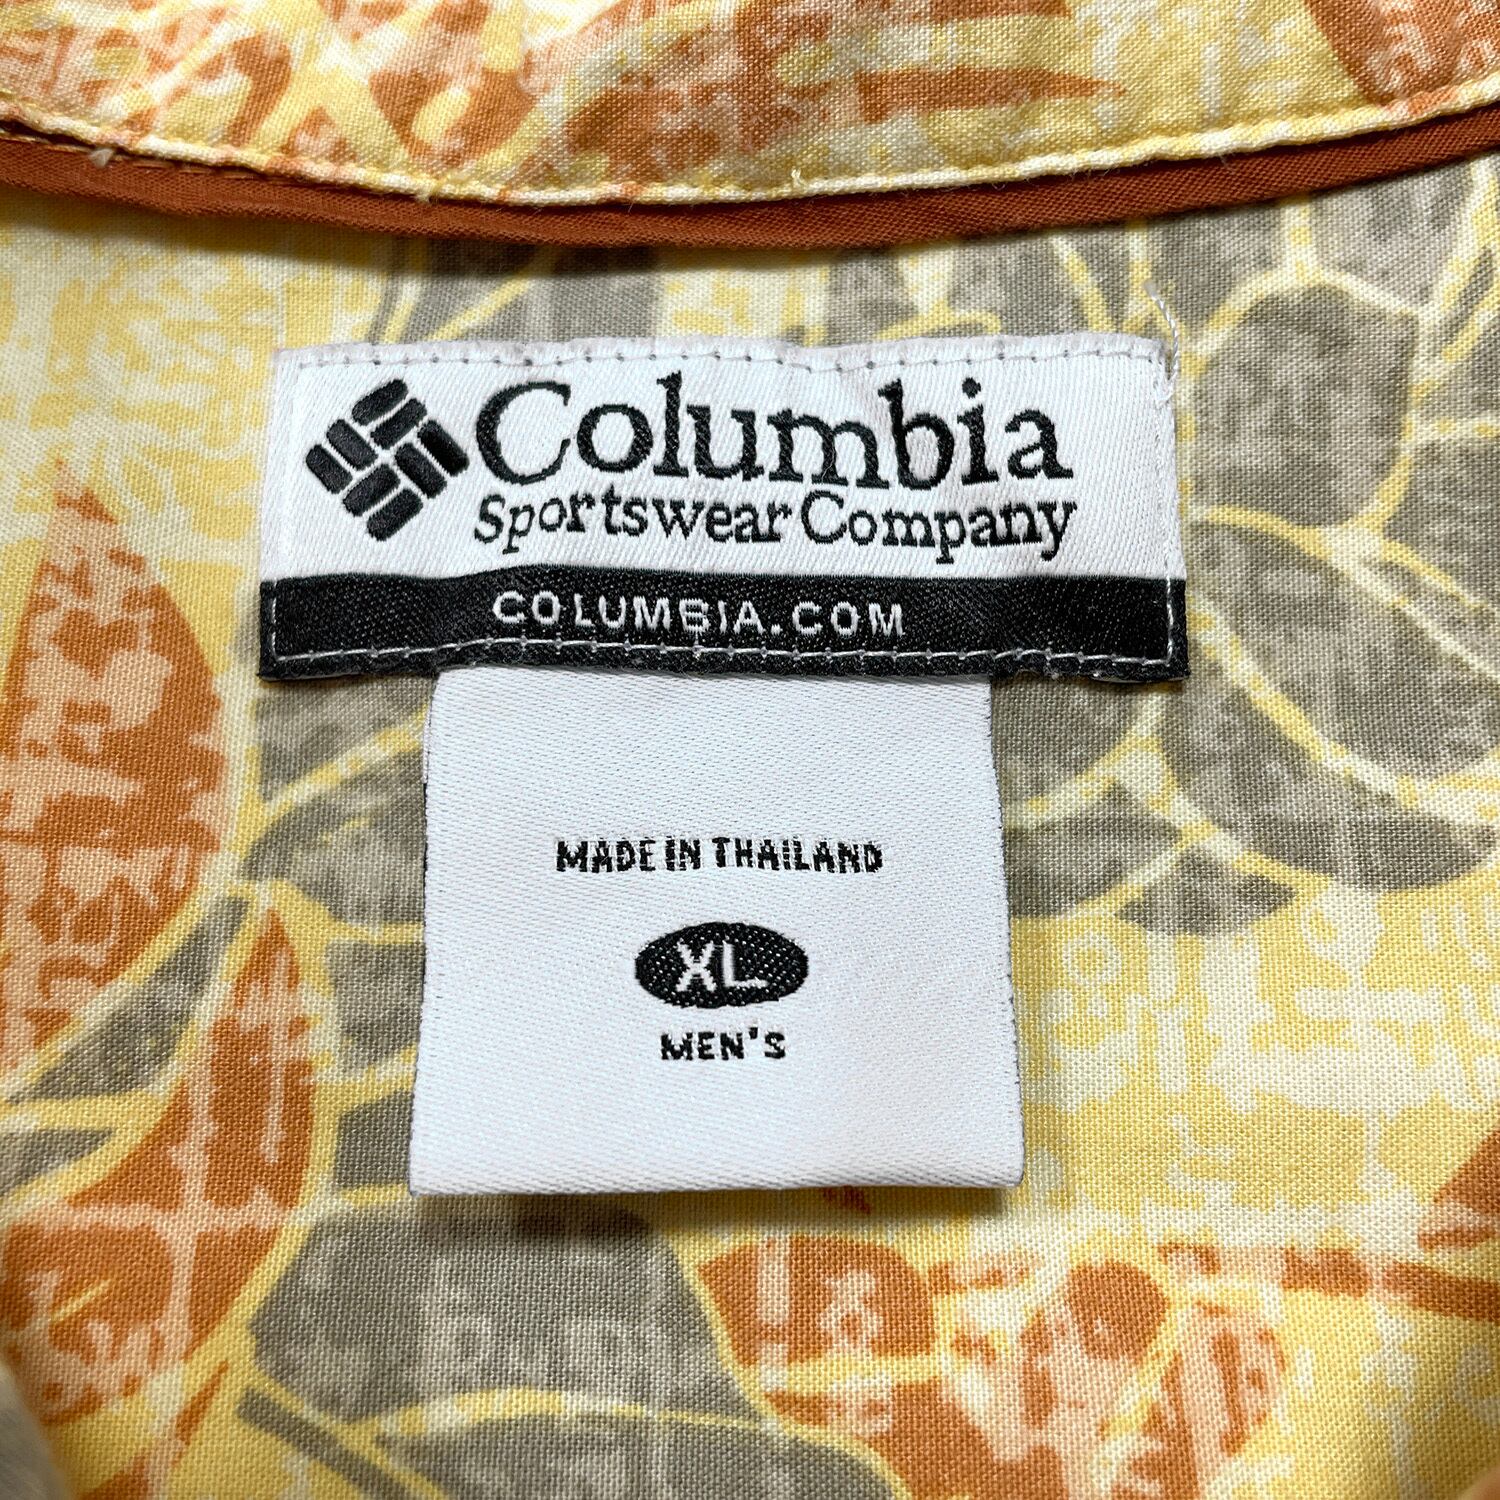 Columbia
Sportswear Company
COLUMBIA.COM
MADE IN THAILAND
XL
MEN'S